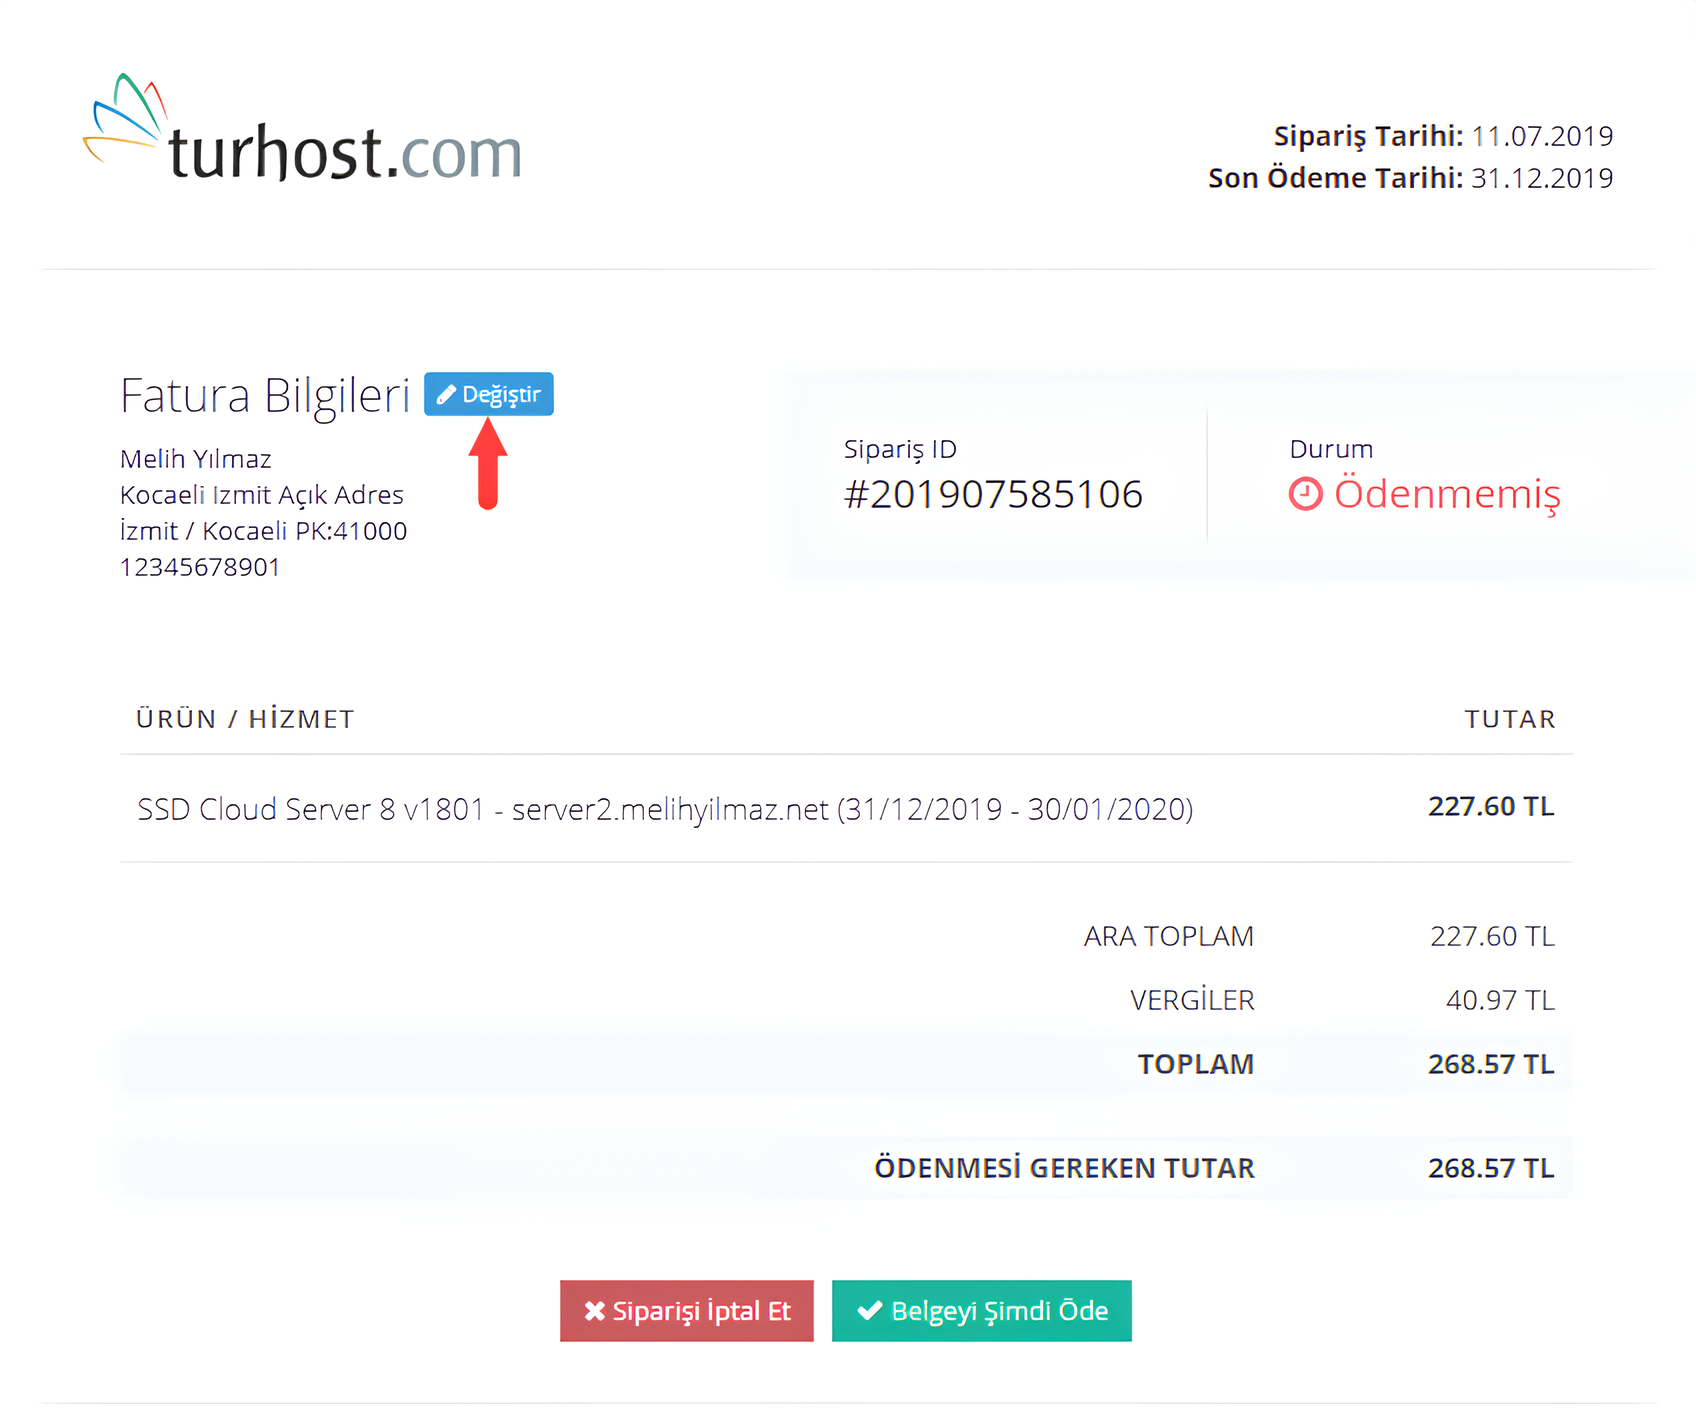 turhost.com
Sipariş Tarihi: 11.07.2019
Son Ödeme Tarihi: 31.12.2019
Fatura Bilgileri Değiştir
Melih Yılmaz
Kocaeli Izmit Açık Adres
İzmit / Kocaeli PK:41000
12345678901
Sipariş ID
#201907585106
Durum
Ödenmemiş
ÜRÜN / HİZMET TUTAR
SSD Cloud Server 8 v1801 - server2.melihyilmaz.net (31/12/2019 - 30/01/2020) 227.60 TL
ARA TOPLAM 227.60 TL
VERGİLER 40.97 TL
TOPLAM 268.57 TL
ÖDENMESİ GEREKEN TUTAR 268.57 TL
Siparişi İptal Et Belgeyi Şimdi Öde